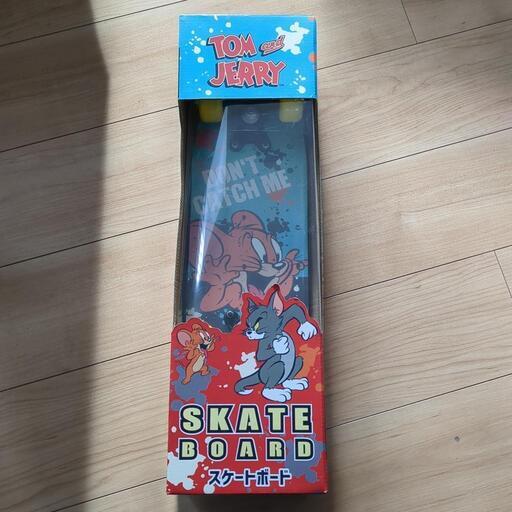 TOM and
JERRY
DON'T
CATCH ME
SKATE
BOARD
スケートボード